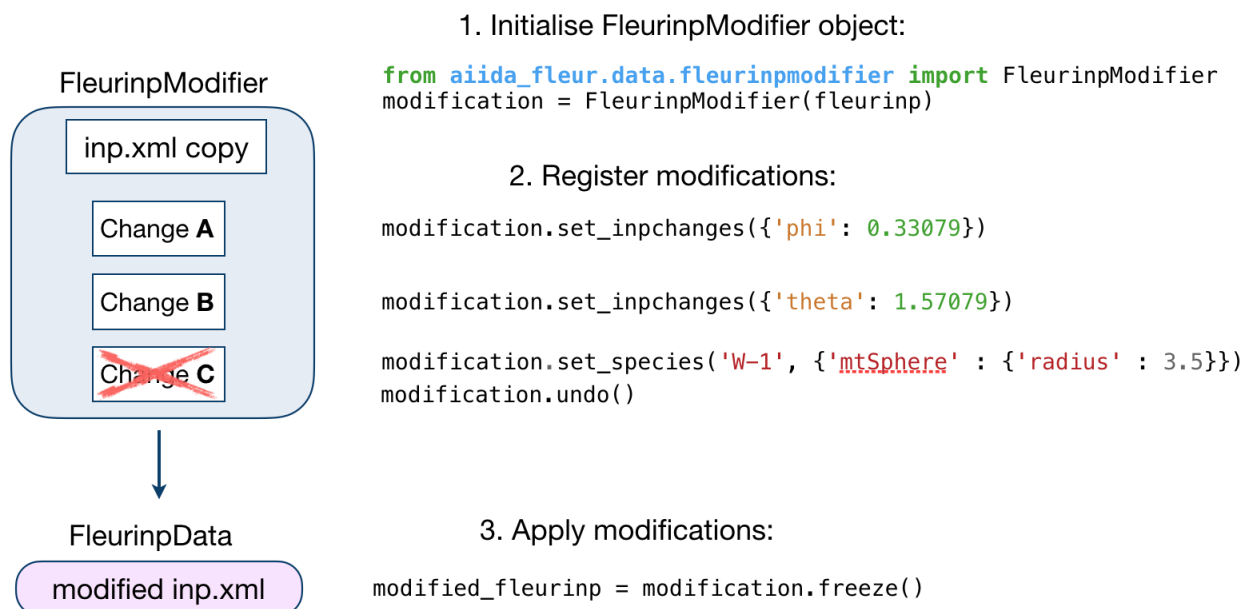 1. Initialise FleurinpModifier object:
FleurinpModifier
from aiida_fleur.data.fleurinpmodifier import FleurinpModifier
modification = FleurinpModifier(fleurinp)
inp.xml copy
2. Register modifications:
Change A
modification.set_inpchanges({'phi': 0.33079})
Change B
modification.set_inpchanges({'theta': 1.57079})
Change C
modification.set_species('W-1', {'mtSphere' : {'radius' : 3.5}})
modification.undo()
FleurinpData
3. Apply modifications:
modified inp.xml
modified_fleurinp = modification.freeze()